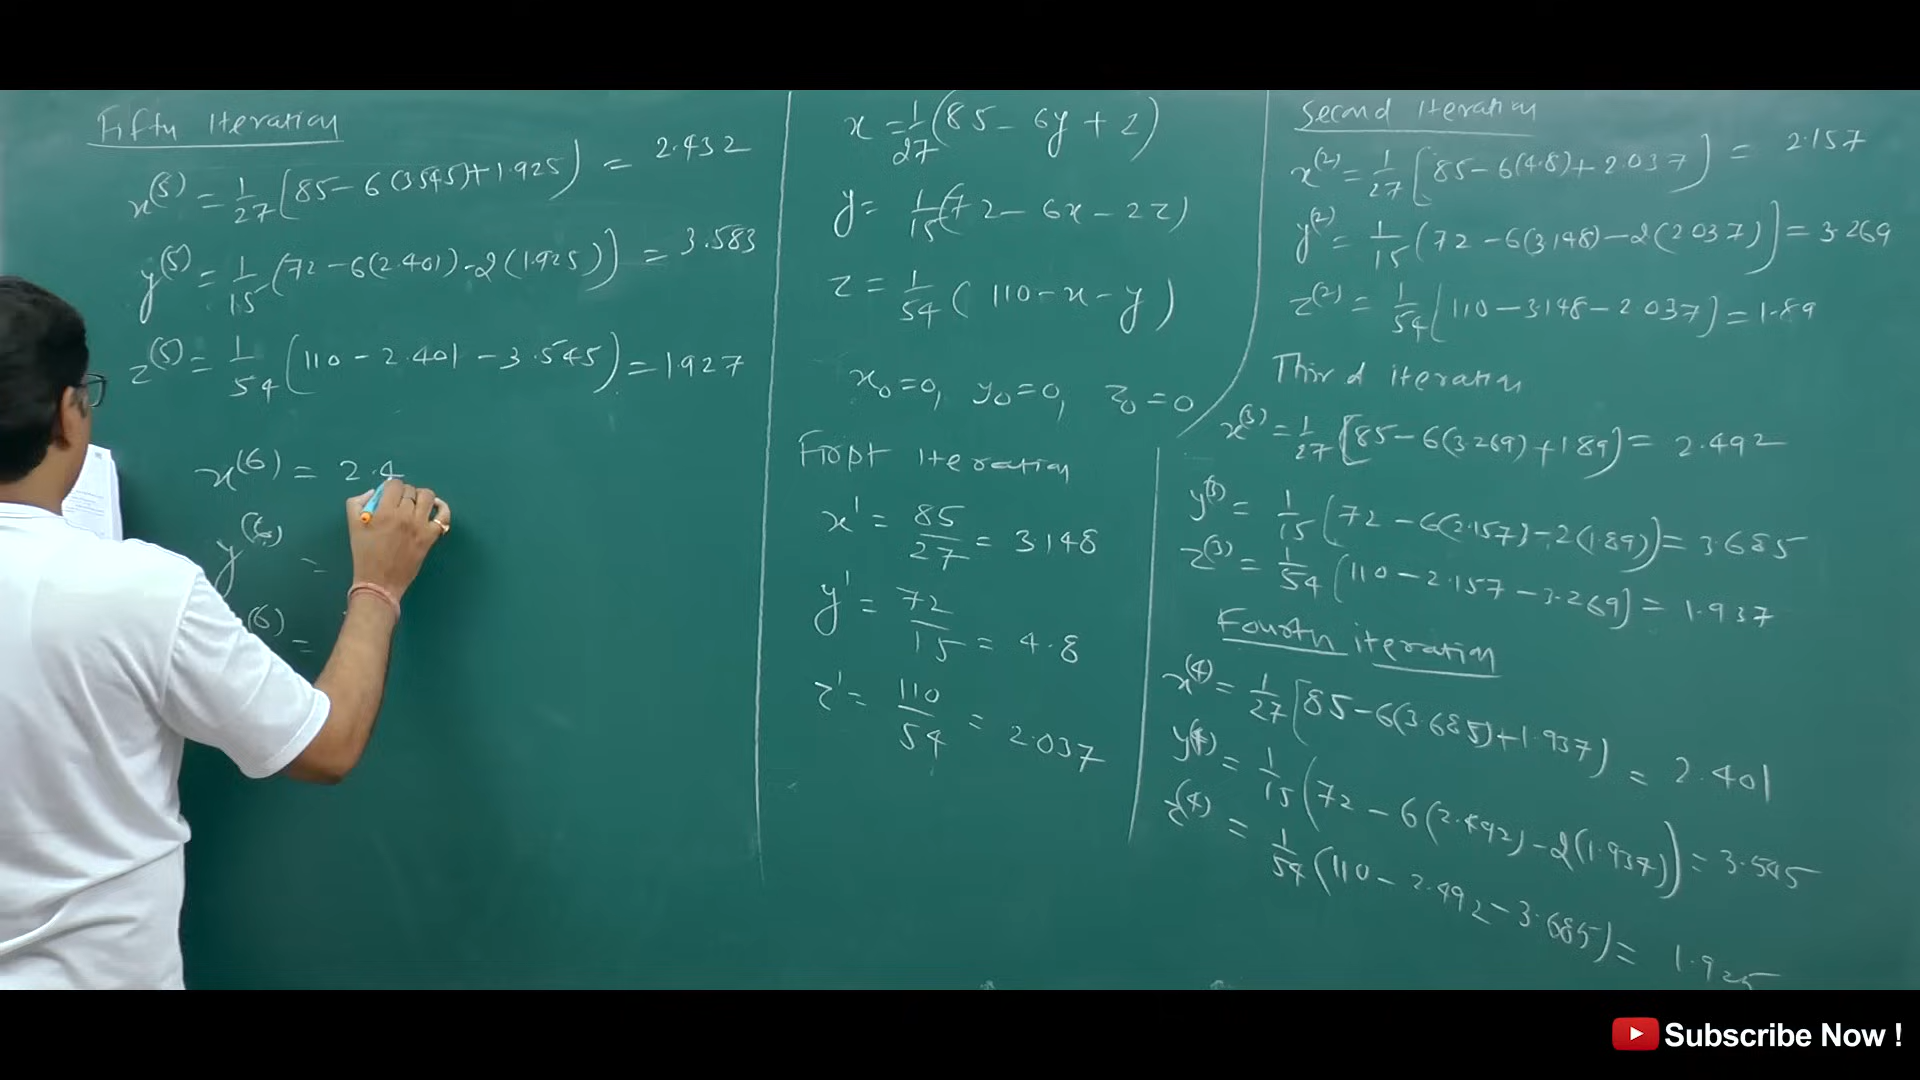 Fifth Iteration
x^(5) = 1/27 [85 - 6(3.545) + 1.925) = 2.432
y^(5) = 1/15 (72 - 6(2.401) - 2(1.925)) = 3.583
z^(5) = 1/54 (110 - 2.401 - 3.545) = 1.927
x^(6) = 2.4
y^(6) =
^(6) =
x = 1/27 (85 - 6y + z)
y = 1/15 (72 - 6x - 2z)
z = 1/54 (110 - x - y)
x0 = 0, y0 = 0, z0 = 0
First Iteration
x' = 85/27 = 3.148
y' = 72/15 = 4.8
z' = 110/54 = 2.037
Second Iteration
x^(2) = 1/27 [85 - 6(4.8) + 2.037) = 2.157
y^(2) = 1/15 (72 - 6(3.148) - 2(2.037)) = 3.269
z^(2) = 1/54 (110 - 3.148 - 2.037) = 1.89
Third iteration
x^(3) = 1/27 [85 - 6(3.269) + 1.89) = 2.492
y^(3) = 1/15 (72 - 6(2.157) - 2(1.89)) = 3.685
z^(3) = 1/54 (110 - 2.157 - 3.269) = 1.937
Fourth iteration
x^(4) = 1/27 [85 - 6(3.685) + 1.937) = 2.401
y^(4) = 1/15 (72 - 6(2.492) - 2(1.937)) = 3.545
z^(4) = 1/54 (110 - 2.492 - 3.685) = 1.925
Subscribe Now !